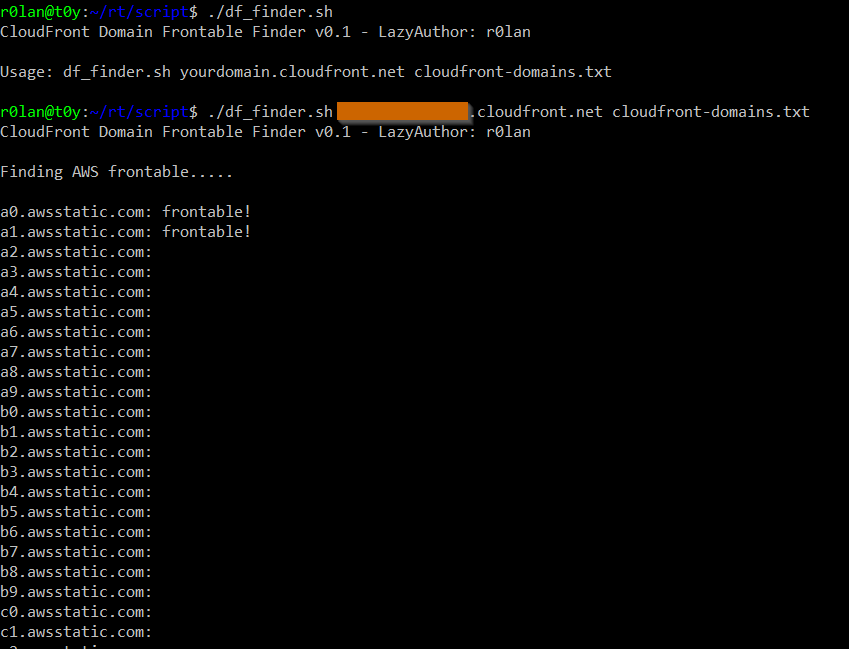 r0lan@t0y:~/rt/script$ ./df_finder.sh
CloudFront Domain Frontable Finder v0.1 - LazyAuthor: r0lan
Usage: df_finder.sh yourdomain.cloudfront.net cloudfront-domains.txt
r0lan@t0y:~/rt/script$ ./df_finder.sh .cloudfront.net cloudfront-domains.txt
CloudFront Domain Frontable Finder v0.1 - LazyAuthor: r0lan
Finding AWS frontable.....
a0.awsstatic.com: frontable!
a1.awsstatic.com: frontable!
a2.awsstatic.com:
a3.awsstatic.com:
a4.awsstatic.com:
a5.awsstatic.com:
a6.awsstatic.com:
a7.awsstatic.com:
a8.awsstatic.com:
a9.awsstatic.com:
b0.awsstatic.com:
b1.awsstatic.com:
b2.awsstatic.com:
b3.awsstatic.com:
b4.awsstatic.com:
b5.awsstatic.com:
b6.awsstatic.com:
b7.awsstatic.com:
b8.awsstatic.com:
b9.awsstatic.com:
c0.awsstatic.com:
c1.awsstatic.com: